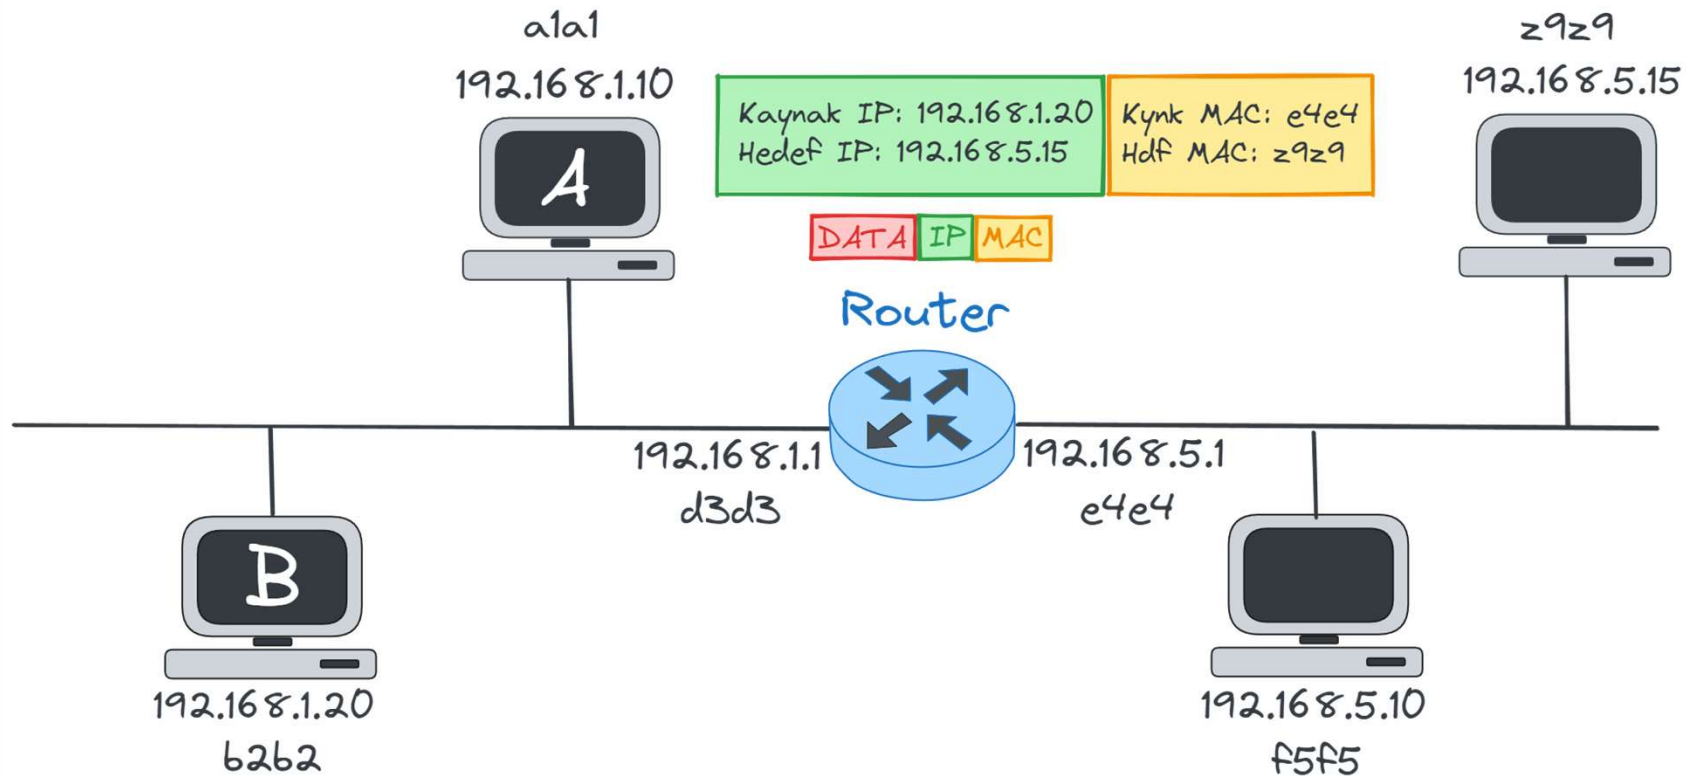 a1a1
192.168.1.10
A
Kaynak IP: 192.168.1.20
Hedef IP: 192.168.5.15
Kynk MAC: e4e4
Hdf MAC: z9z9
DATA IP MAC
z9z9
192.168.5.15
Router
192.168.1.1
d3d3
192.168.5.1
e4e4
B
192.168.1.20
b2b2
192.168.5.10
f5f5